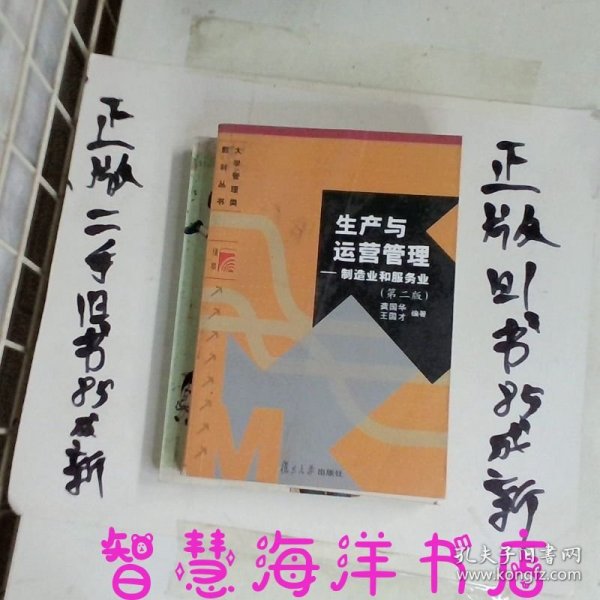 正版二手旧书85成新
大学管理类
教材丛书
生产与
运营管理
—制造业和服务业
(第二版)
龚国华
王国才 编著
M
复旦大学出版社
正版旧书85成新
智慧海洋书店
孔夫子旧书网
www.kongfz.com